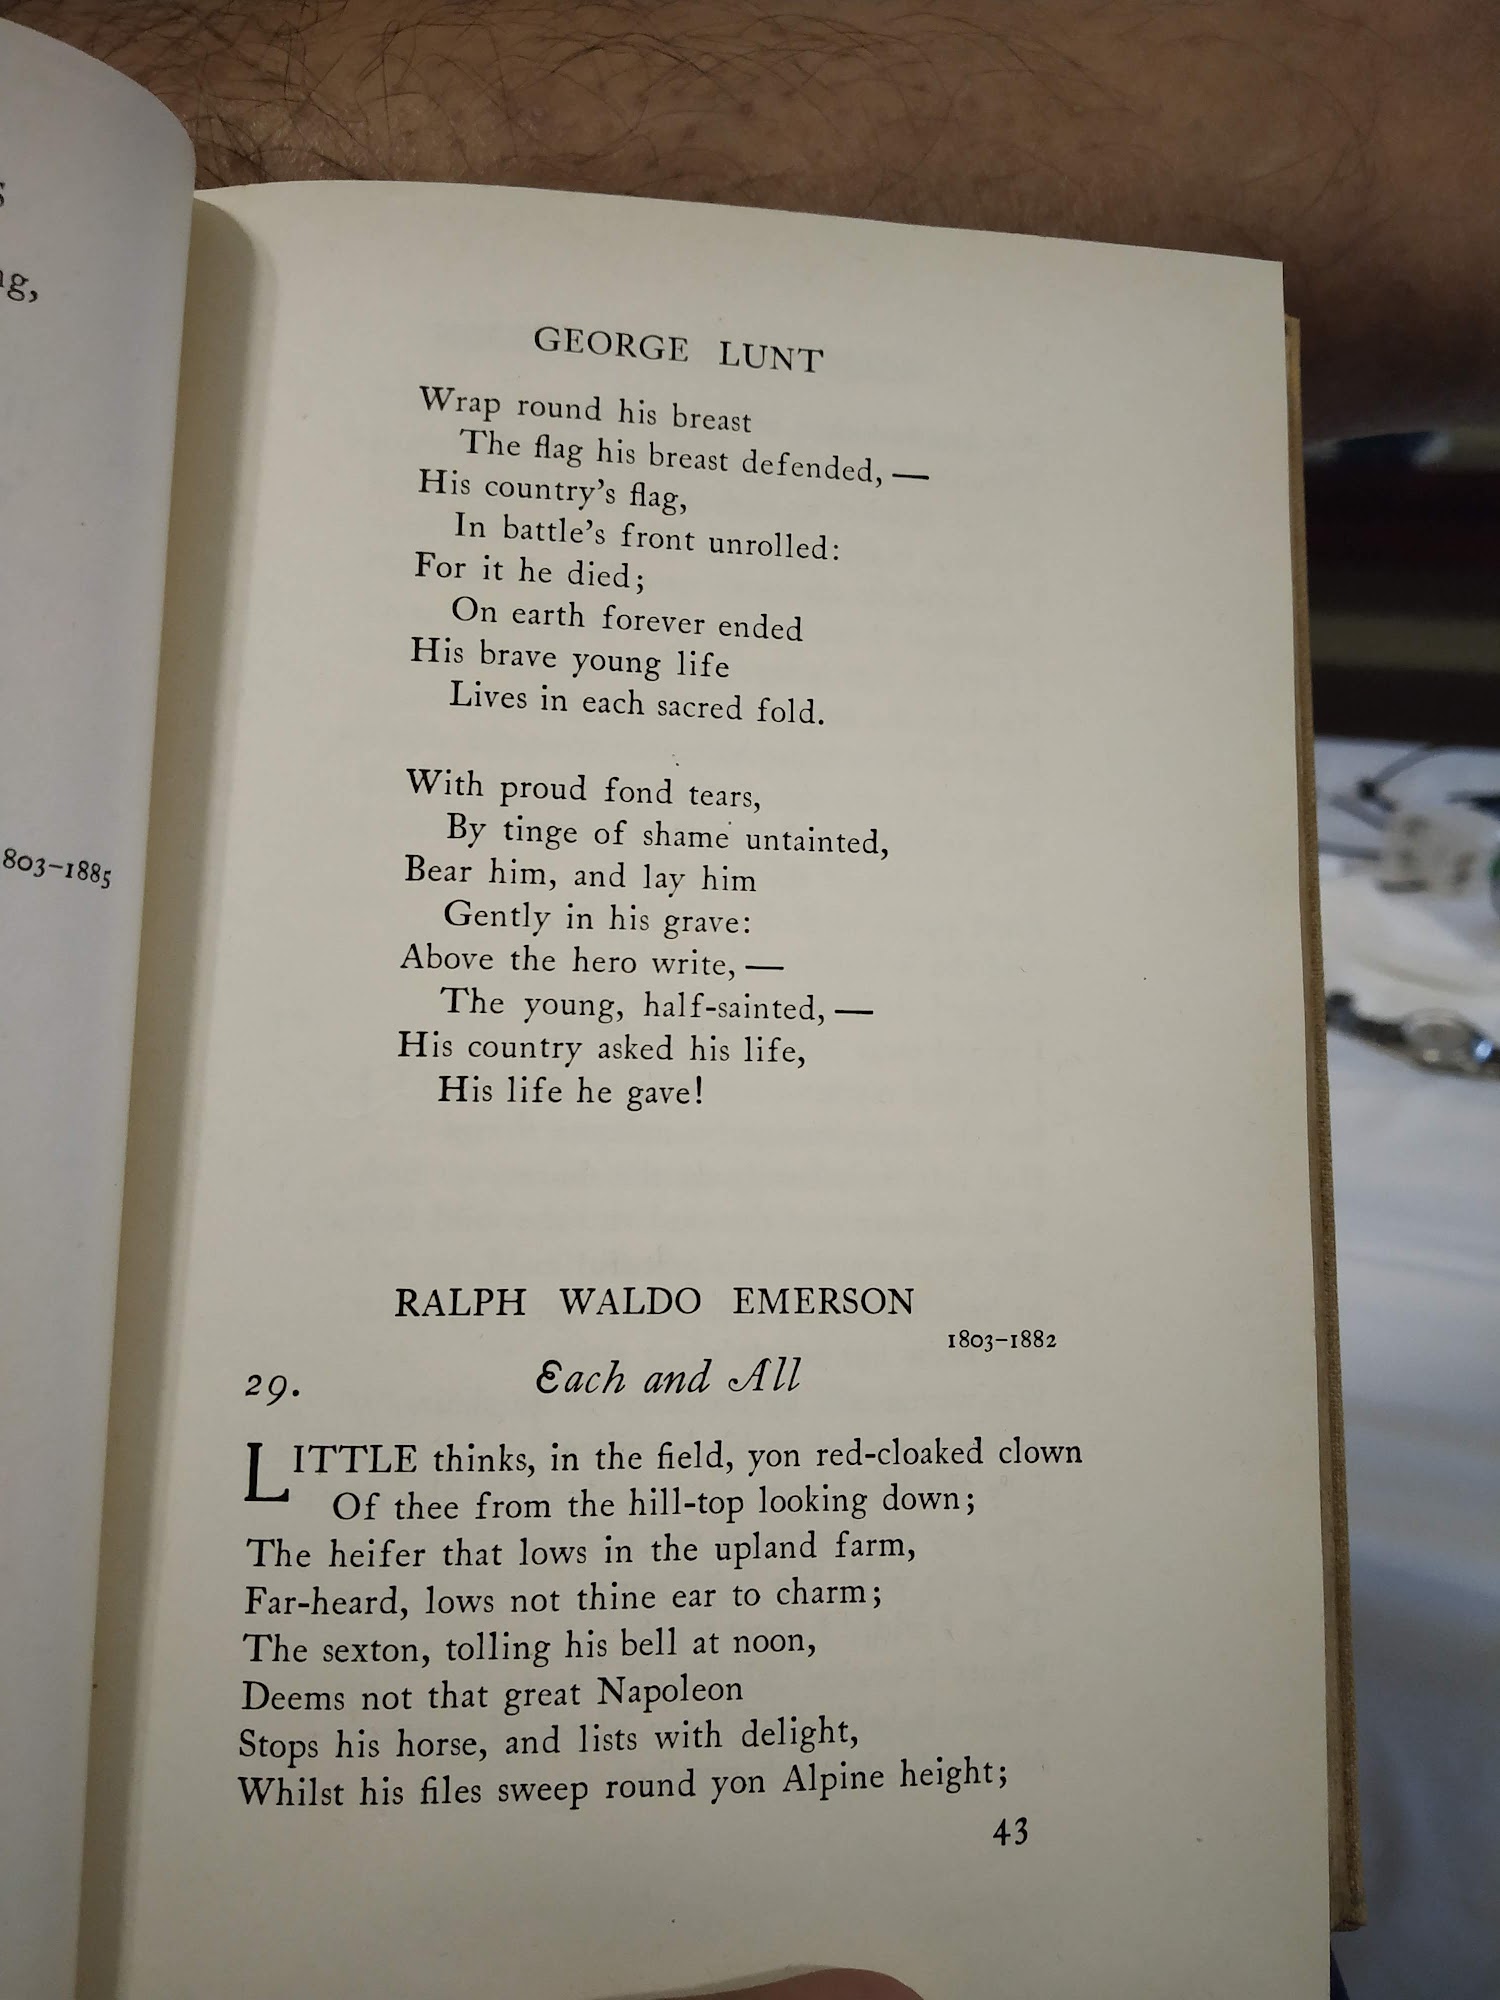 1803–1885
GEORGE LUNT
Wrap round his breast
The flag his breast defended, —
His country's flag,
In battle's front unrolled:
For it he died;
On earth forever ended
His brave young life
Lives in each sacred fold.
With proud fond tears,
By tinge of shame untainted,
Bear him, and lay him
Gently in his grave:
Above the hero write, —
The young, half-sainted, —
His country asked his life,
His life he gave!
RALPH WALDO EMERSON
1803–1882
29. Each and All
LITTLE thinks, in the field, yon red-cloaked clown
Of thee from the hill-top looking down;
The heifer that lows in the upland farm,
Far-heard, lows not thine ear to charm;
The sexton, tolling his bell at noon,
Deems not that great Napoleon
Stops his horse, and lists with delight,
Whilst his files sweep round yon Alpine height;
43